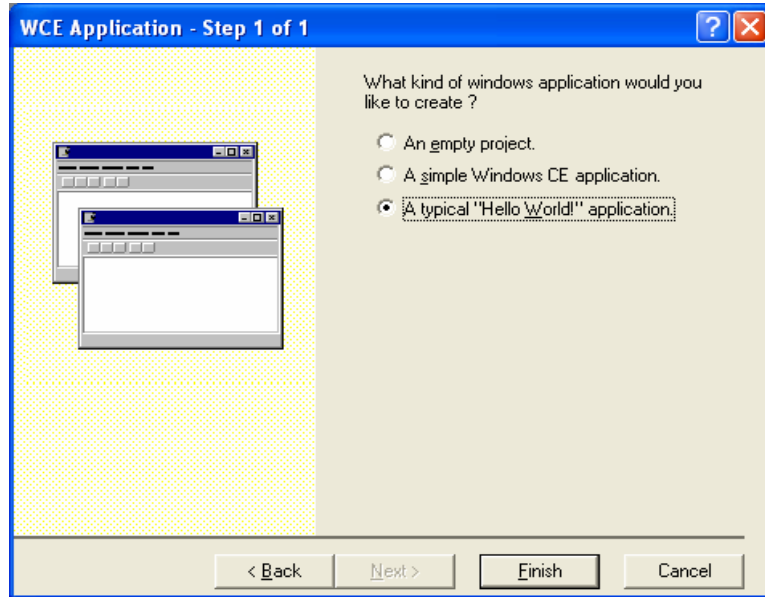 WCE Application - Step 1 of 1
What kind of windows application would you
like to create ?
An empty project.
A simple Windows CE application.
A typical "Hello World!" application.
< Back
Next >
Finish
Cancel